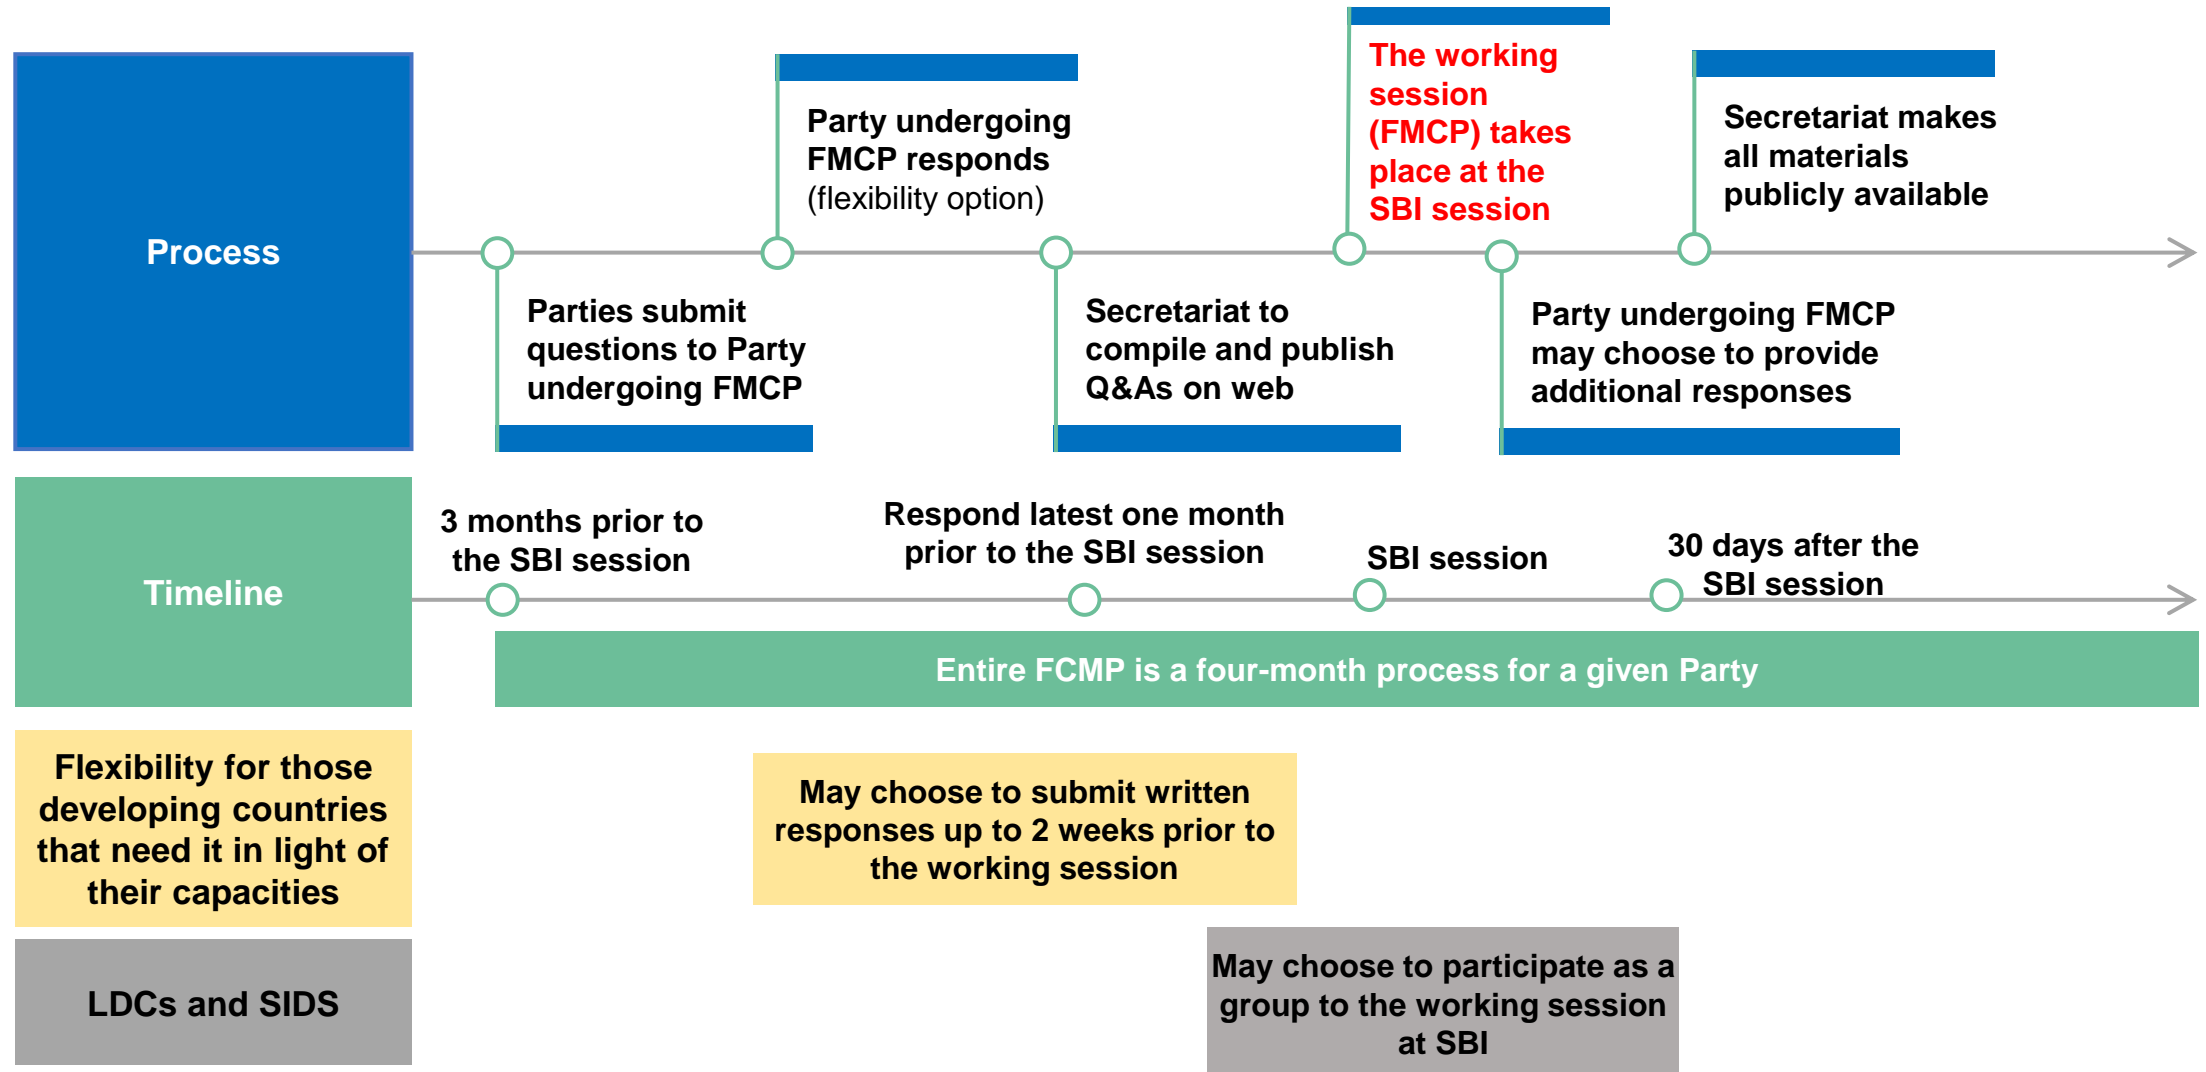 Process
Party undergoing
FMCP responds
(flexibility option)
The working
session
(FMCP) takes
place at the
SBI session
Secretariat makes
all materials
publicly available
Parties submit
questions to Party
undergoing FMCP
Secretariat to
compile and publish
Q&As on web
Party undergoing FMCP
may choose to provide
additional responses
Timeline
3 months prior to
the SBI session
Respond latest one month
prior to the SBI session
SBI session
30 days after the
SBI session
Entire FCMP is a four-month process for a given Party
Flexibility for those
developing countries
that need it in light of
their capacities
May choose to submit written
responses up to 2 weeks prior to
the working session
LDCs and SIDS
May choose to participate as a
group to the working session
at SBI